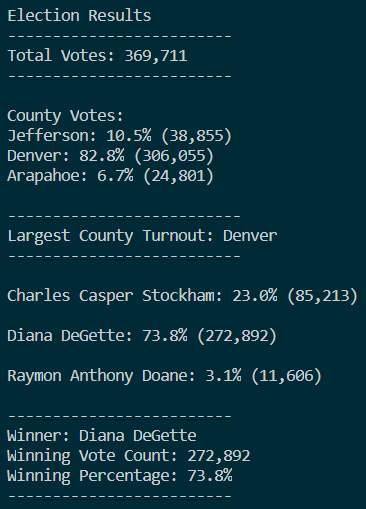 Election Results
-------------------------
Total Votes: 369,711
-------------------------
County Votes:
Jefferson: 10.5% (38,855)
Denver: 82.8% (306,055)
Arapahoe: 6.7% (24,801)
--------------------------
Largest County Turnout: Denver
--------------------------
Charles Casper Stockham: 23.0% (85,213)
Diana DeGette: 73.8% (272,892)
Raymon Anthony Doane: 3.1% (11,606)
-------------------------
Winner: Diana DeGette
Winning Vote Count: 272,892
Winning Percentage: 73.8%
-------------------------